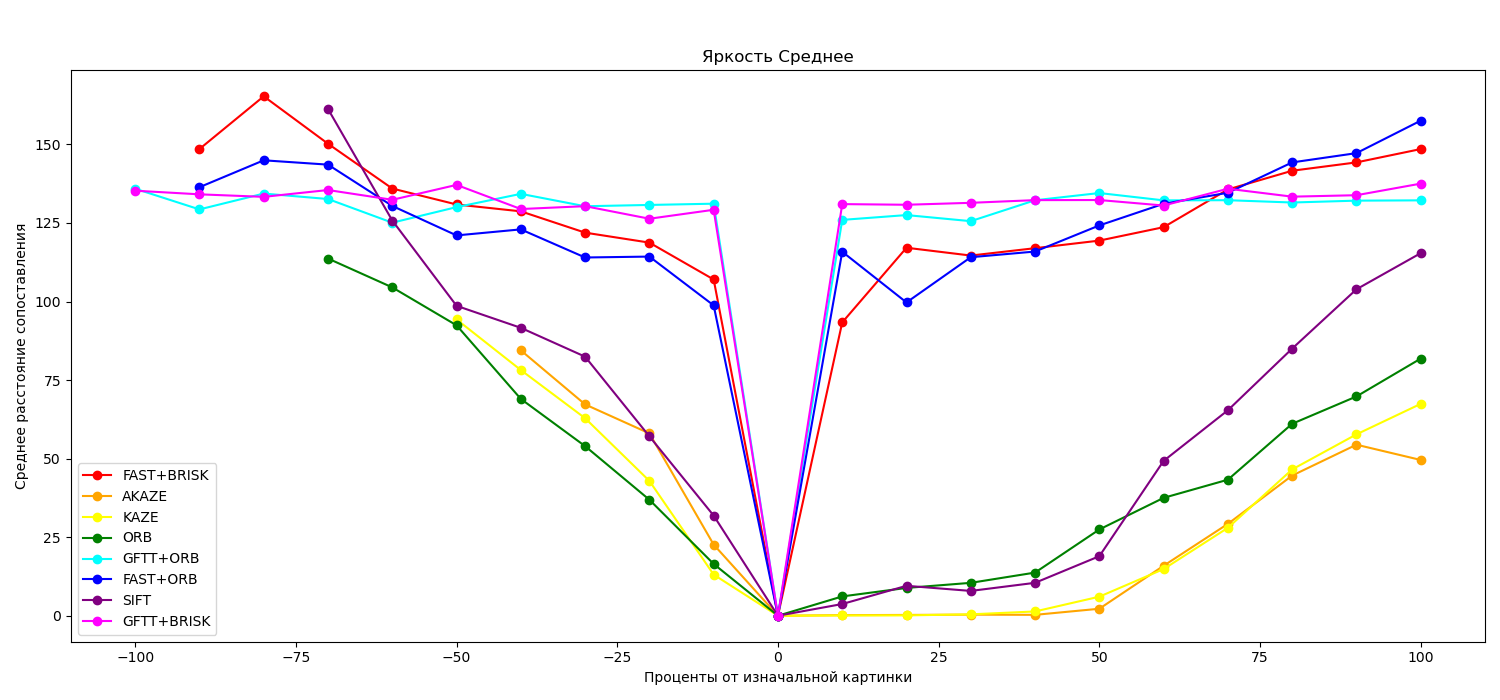 Яркость Среднее
Среднее расстояние сопоставления
150
125
100
75
50
25
0
FAST+BRISK
AKAZE
KAZE
ORB
GFTT+ORB
FAST+ORB
SIFT
GFTT+BRISK
−100
−75
−50
−25
0
25
50
75
100
Проценты от изначальной картинки